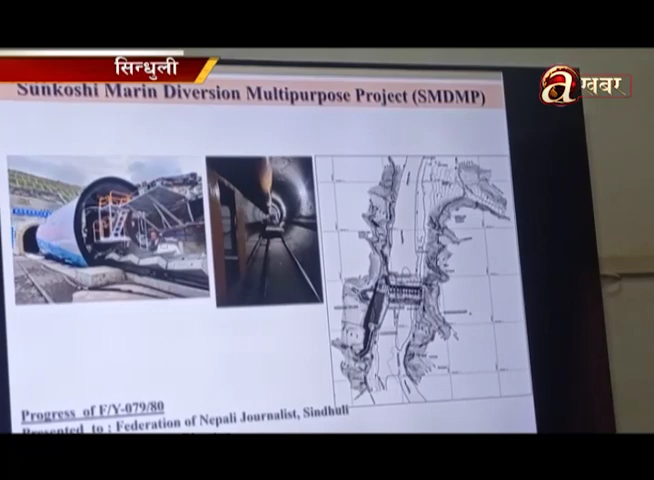 सिन्धुली
a खबर
Sunkoshi Marin Diversion Multipurpose Project (SMDMP)
Progress of F/Y-079/80
Presented to : Federation of Nepali Journalist, Sindhuli